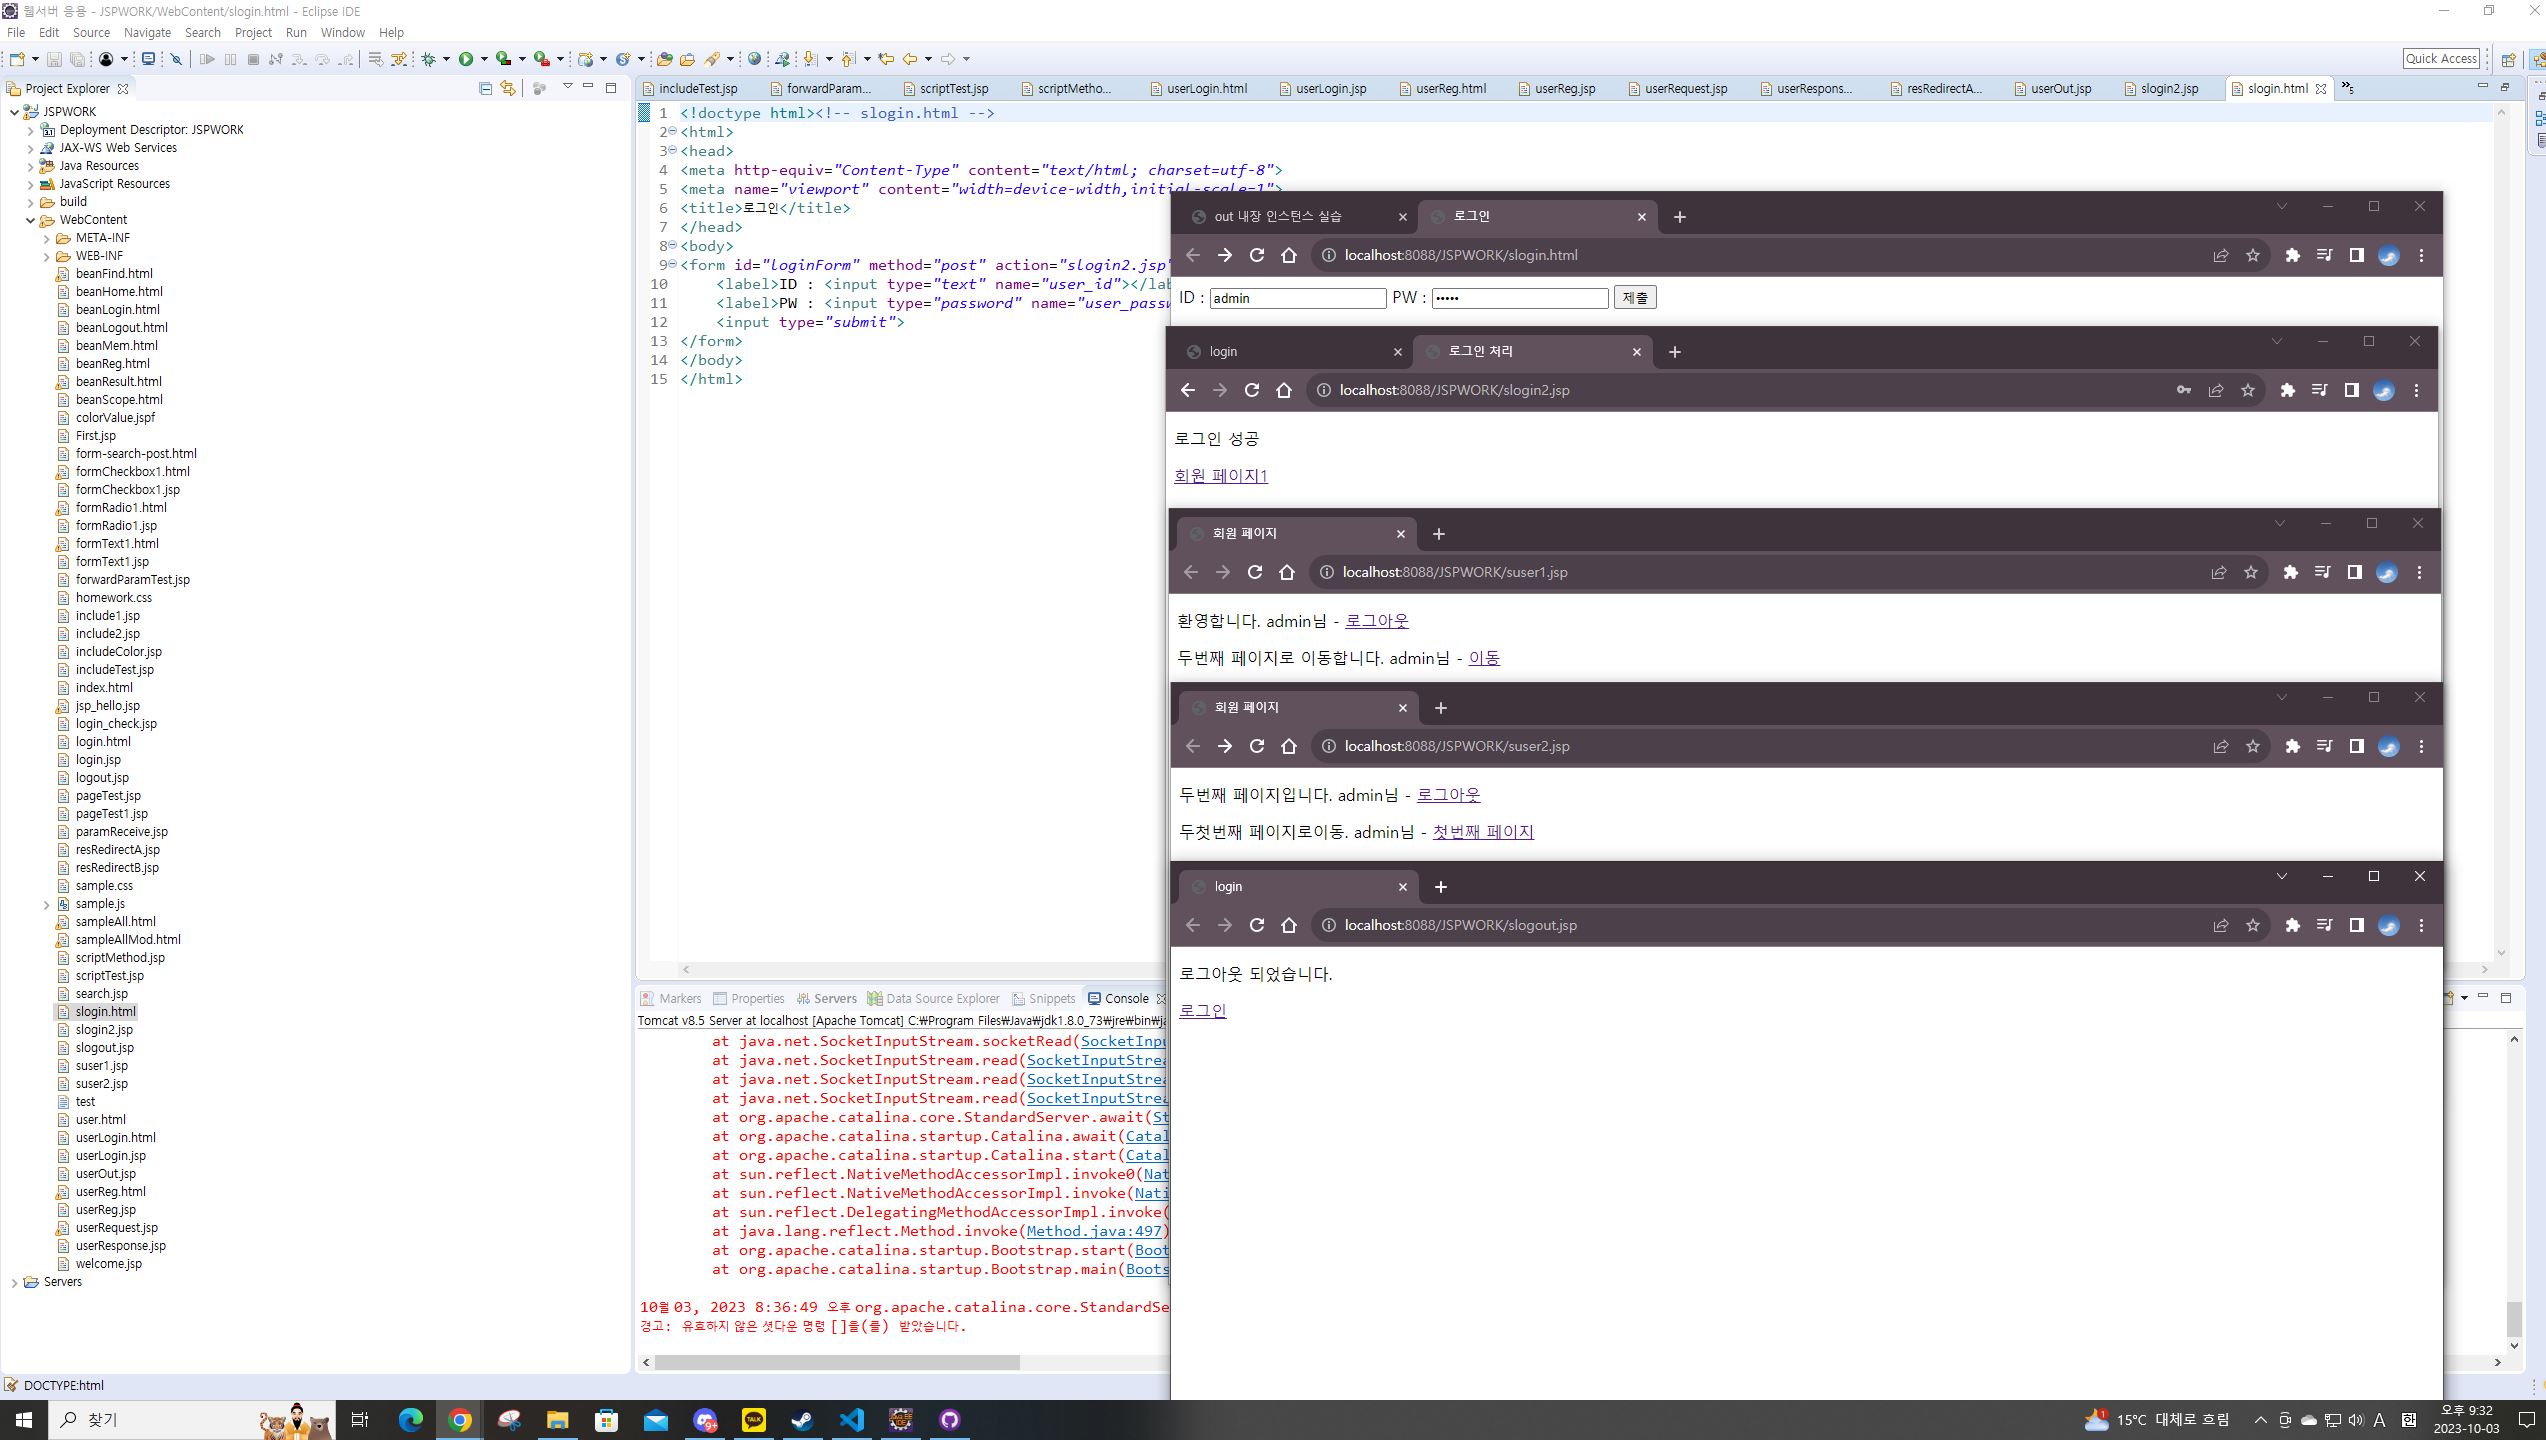 웹서버 응용 - JSPWORK/WebContent/slogin.html - Eclipse IDE
File Edit Source Navigate Search Project Run Window Help
Quick Access
Project Explorer
JSPWORK
Deployment Descriptor: JSPWORK
JAX-WS Web Services
Java Resources
JavaScript Resources
build
WebContent
META-INF
WEB-INF
beanFind.html
beanHome.html
beanLogin.html
beanLogout.html
beanMem.html
beanReg.html
beanResult.html
beanScope.html
colorValue.jspf
First.jsp
form-search-post.html
formCheckbox1.html
formCheckbox1.jsp
formRadio1.html
formRadio1.jsp
formText1.html
formText1.jsp
forwardParamTest.jsp
homework.css
include1.jsp
include2.jsp
includeColor.jsp
includeTest.jsp
index.html
jsp_hello.jsp
login_check.jsp
login.html
login.jsp
logout.jsp
pageTest.jsp
pageTest1.jsp
paramReceive.jsp
resRedirectA.jsp
resRedirectB.jsp
sample.css
sample.js
sampleAll.html
sampleAllMod.html
scriptMethod.jsp
scriptTest.jsp
search.jsp
slogin.html
slogin2.jsp
slogout.jsp
suser1.jsp
suser2.jsp
test
user.html
userLogin.html
userLogin.jsp
userOut.jsp
userReg.html
userReg.jsp
userRequest.jsp
userResponse.jsp
welcome.jsp
Servers
includeTest.jsp forwardParam... scriptTest.jsp scriptMetho... userLogin.html userLogin.jsp userReg.html userReg.jsp userRequest.jsp userRespons... resRedirectA... userOut.jsp slogin2.jsp slogin.html »5
1 <!doctype html><!-- slogin.html -->
2 <html>
3 <head>
4 <meta http-equiv="Content-Type" content="text/html; charset=utf-8">
5 <meta name="viewport" content="width=device-width,initial-scale=1">
6 <title>로그인</title>
7 </head>
8 <body>
9 <form id="loginForm" method="post" action="slogin2.jsp"
10 <label>ID : <input type="text" name="user_id"></lab
11 <label>PW : <input type="password" name="user_passw
12 <input type="submit">
13 </form>
14 </body>
15 </html>
out 내장 인스턴스 실습
로그인
localhost:8088/JSPWORK/slogin.html
ID : admin PW : ••••• 제출
login
로그인 처리
localhost:8088/JSPWORK/slogin2.jsp
로그인 성공
회원 페이지1
회원 페이지
localhost:8088/JSPWORK/suser1.jsp
환영합니다. admin님 - 로그아웃
두번째 페이지로 이동합니다. admin님 - 이동
회원 페이지
localhost:8088/JSPWORK/suser2.jsp
두번째 페이지입니다. admin님 - 로그아웃
두첫번째 페이지로이동. admin님 - 첫번째 페이지
login
localhost:8088/JSPWORK/slogout.jsp
로그아웃 되었습니다.
로그인
Markers Properties Servers Data Source Explorer Snippets Console
Tomcat v8.5 Server at localhost [Apache Tomcat] C:₩Program Files₩Java₩jdk1.8.0_73₩jre₩bin₩ja
at java.net.SocketInputStream.socketRead(SocketInpu
at java.net.SocketInputStream.read(SocketInputStrea
at java.net.SocketInputStream.read(SocketInputStrea
at java.net.SocketInputStream.read(SocketInputStrea
at org.apache.catalina.core.StandardServer.await(St
at org.apache.catalina.startup.Catalina.await(Catal
at org.apache.catalina.startup.Catalina.start(Catal
at sun.reflect.NativeMethodAccessorImpl.invoke0(Nat
at sun.reflect.NativeMethodAccessorImpl.invoke(Nati
at sun.reflect.DelegatingMethodAccessorImpl.invoke(
at java.lang.reflect.Method.invoke(Method.java:497)
at org.apache.catalina.startup.Bootstrap.start(Boot
at org.apache.catalina.startup.Bootstrap.main(Boots
10월 03, 2023 8:36:49 오후 org.apache.catalina.core.StandardSe
경고: 유효하지 않은 셧다운 명령 []을(를) 받았습니다.
DOCTYPE:html
찾기
9+
TALK
1
15°C 대체로 흐림
A
한
오후 9:32
2023-10-03